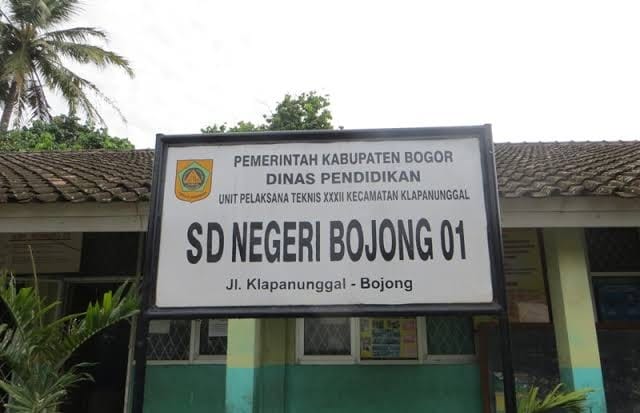 PEMERINTAH KABUPATEN BOGOR
DINAS PENDIDIKAN
UNIT PELAKSANA TEKNIS XXXII KECAMATAN KLAPANUNGGAL
SD NEGERI BOJONG 01
Jl. Klapanunggal - Bojong